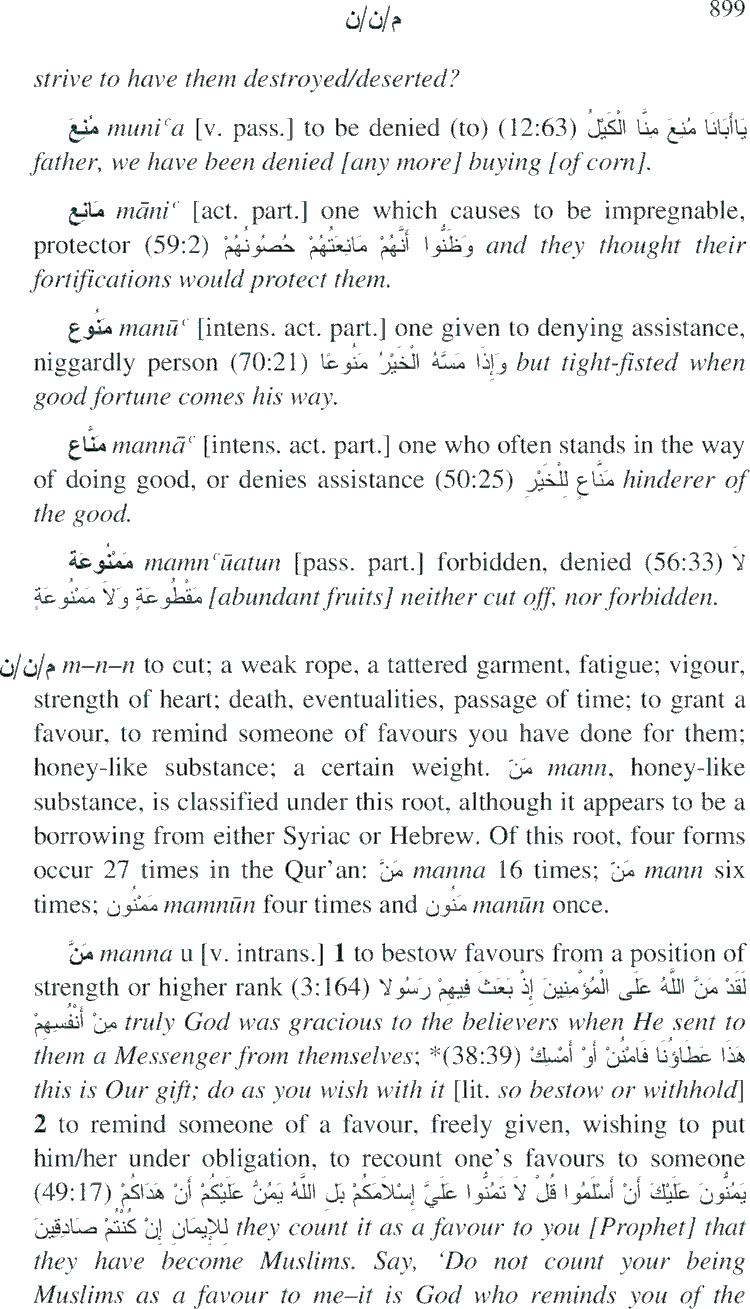 م/ن/ن 899
strive to have them destroyed/deserted?
مُنِعَ muniᶜa [v. pass.] to be denied (to) (12:63) يَاأَبَانَا مُنِعَ مِنَّا الْكَيْلُ
father, we have been denied [any more] buying [of corn].
مَانِع māniᶜ [act. part.] one which causes to be impregnable,
protector (59:2) وَظَنُّوا أَنَّهُمْ مَانِعَتُهُمْ حُصُونُهُمْ and they thought their
fortifications would protect them.
مَنُوع manūᶜ [intens. act. part.] one given to denying assistance,
niggardly person (70:21) وَإِذَا مَسَّهُ الْخَيْرُ مَنُوعًا but tight-fisted when
good fortune comes his way.
مَنَّاع mannāᶜ [intens. act. part.] one who often stands in the way
of doing good, or denies assistance (50:25) مَنَّاعٍ لِلْخَيْرِ hinderer of
the good.
مَمْنُوعَة mamnᶜūatun [pass. part.] forbidden, denied (56:33) لاَ
مَقْطُوعَةٍ وَلاَ مَمْنُوعَةٍ [abundant fruits] neither cut off, nor forbidden.
م/ن/ن m–n–n to cut; a weak rope, a tattered garment, fatigue; vigour,
strength of heart; death, eventualities, passage of time; to grant a
favour, to remind someone of favours you have done for them;
honey-like substance; a certain weight. مَنّ mann, honey-like
substance, is classified under this root, although it appears to be a
borrowing from either Syriac or Hebrew. Of this root, four forms
occur 27 times in the Qur’an: مَنَّ manna 16 times; مَنّ mann six
times; مَمْنُون mamnūn four times and مَنُون manūn once.
مَنَّ manna u [v. intrans.] 1 to bestow favours from a position of
strength or higher rank (3:164) لَقَدْ مَنَّ اللَّهُ عَلَى الْمُؤْمِنِينَ إِذْ بَعَثَ فِيهِمْ رَسُولا
مِنْ أَنْفُسِهِمْ truly God was gracious to the believers when He sent to
them a Messenger from themselves; *(38:39) هَذَا عَطَاؤُنَا فَامْنُنْ أَوْ أَمْسِكْ
this is Our gift; do as you wish with it [lit. so bestow or withhold]
2 to remind someone of a favour, freely given, wishing to put
him/her under obligation, to recount one’s favours to someone
(49:17) يَمُنُّونَ عَلَيْكَ أَنْ أَسْلَمُوا قُلْ لاَ تَمُنُّوا عَلَيَّ إِسْلاَمَكُمْ بَلِ اللَّهُ يَمُنُّ عَلَيْكُمْ أَنْ هَدَاكُمْ
لِلإِيمَانِ إِنْ كُنْتُمْ صَادِقِينَ they count it as a favour to you [Prophet] that
they have become Muslims. Say, ‘Do not count your being
Muslims as a favour to me–it is God who reminds you of the